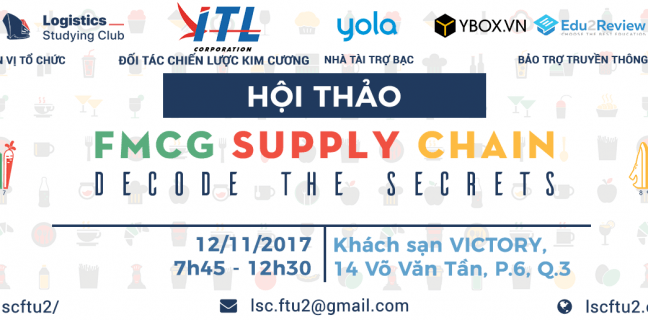 Logistics
Studying Club
ITL
CORPORATION
yola
YBOX.VN
Edu2Review
VỊ TỔ CHỨC
ĐỐI TÁC CHIẾN LƯỢC KIM CƯƠNG
NHÀ TÀI TRỢ BẠC
BẢO TRỢ TRUYỀN THÔNG
HỘI THẢO
FMCG SUPPLY CHAIN
DECODE THE SECRETS
12/11/2017
7h45 - 12h30
Khách sạn VICTORY,
14 Võ Văn Tần, P.6, Q.3
scftu2/
lsc.ftu2@gmail.com
lscftu2.